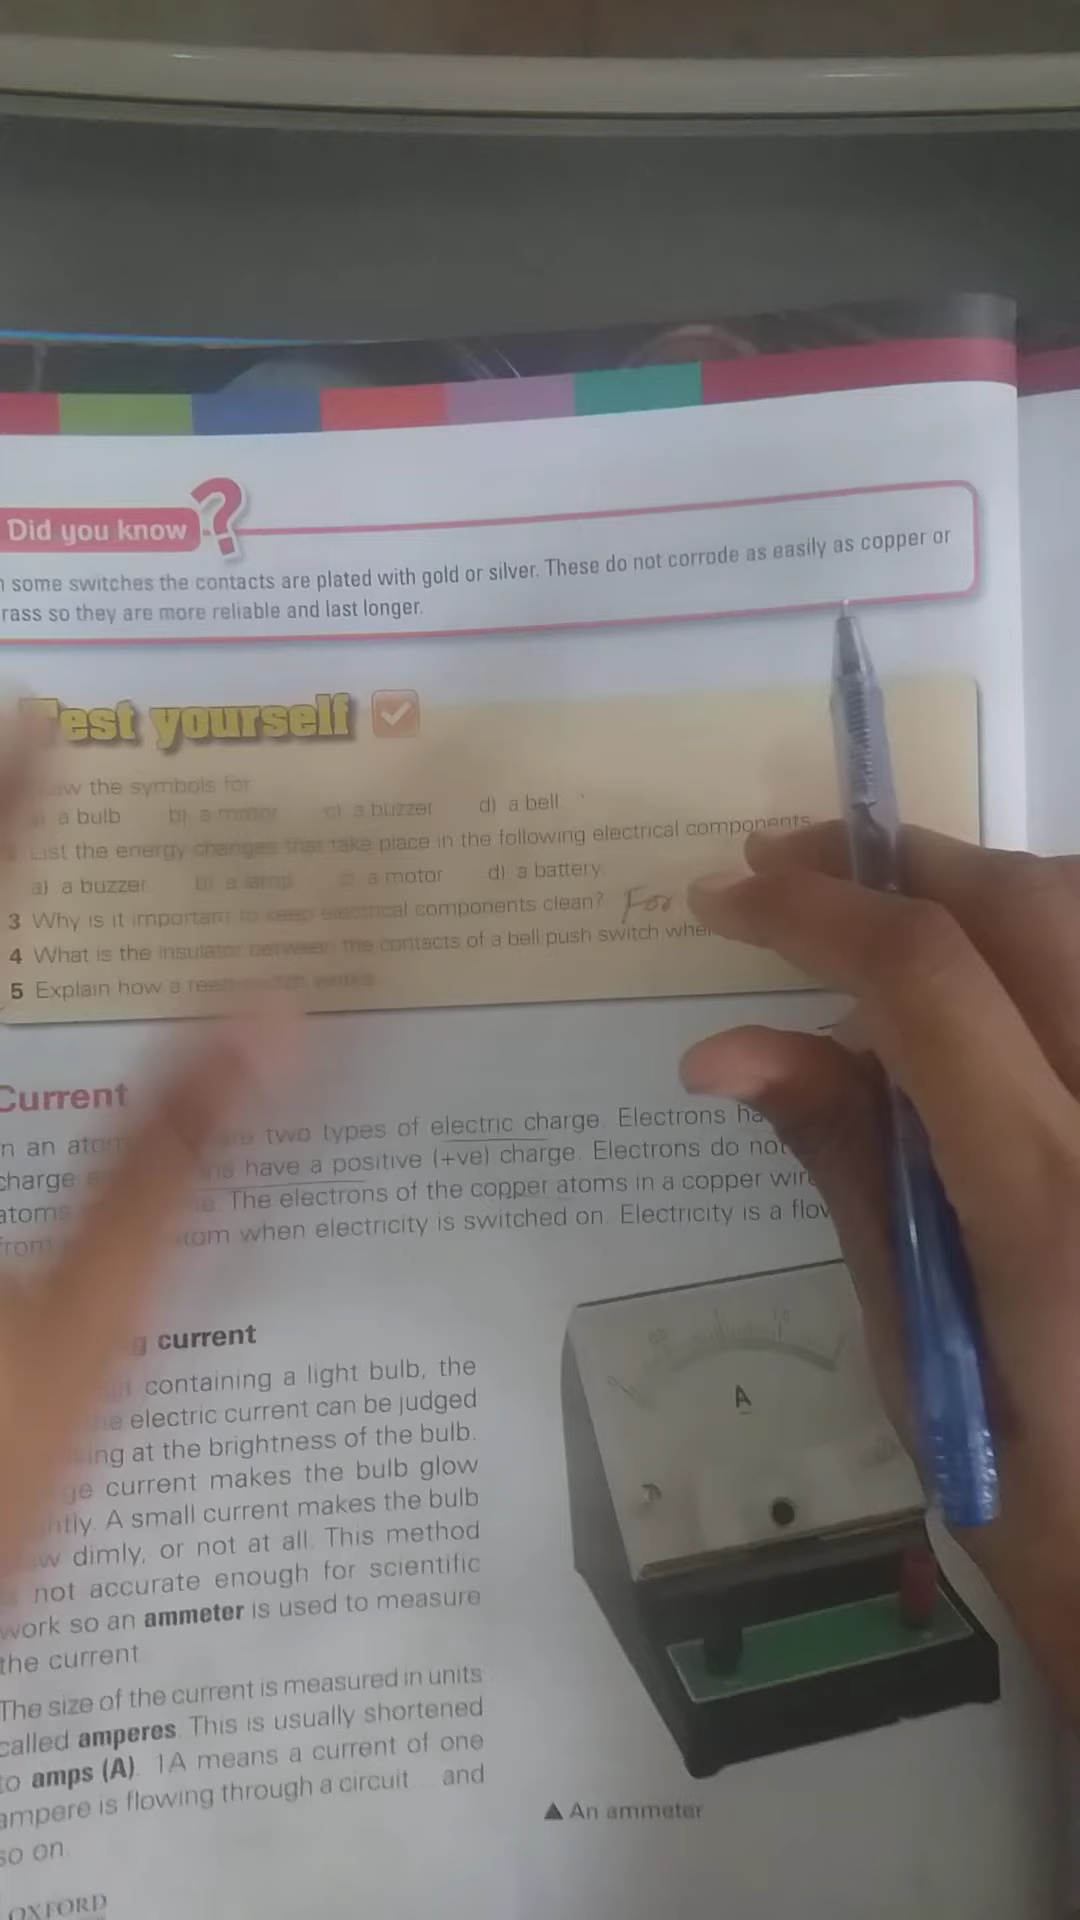 Did you know ?
some switches the contacts are plated with gold or silver. These do not corrode as easily as copper or
rass so they are more reliable and last longer.
Test yourself
aw the symbols for
a bulb b) a motor c) a buzzer d) a bell.
List the energy changes that take place in the following electrical components
a) a buzzer b) a lamp c) a motor d) a battery.
3 Why is it important to keep electrical components clean? For
4 What is the insulator between the contacts of a bell push switch
5 Explain how a reed switch works
Current
n an atom two types of electric charge. Electrons
charge have a positive (+ve) charge. Electrons do not
atoms The electrons of the copper atoms in a copper
from atom when electricity is switched on. Electricity is a
g current
containing a light bulb, the
electric current can be judged
ing at the brightness of the bulb.
ge current makes the bulb glow
ntly. A small current makes the bulb
dimly, or not at all. This method
not accurate enough for scientific
work so an ammeter is used to measure
the current
The size of the current is measured in units
called amperes. This is usually shortened
to amps (A). 1A means a current of one
ampere is flowing through a circuit ... and
so on.
A
▲ An ammeter
OXFORD